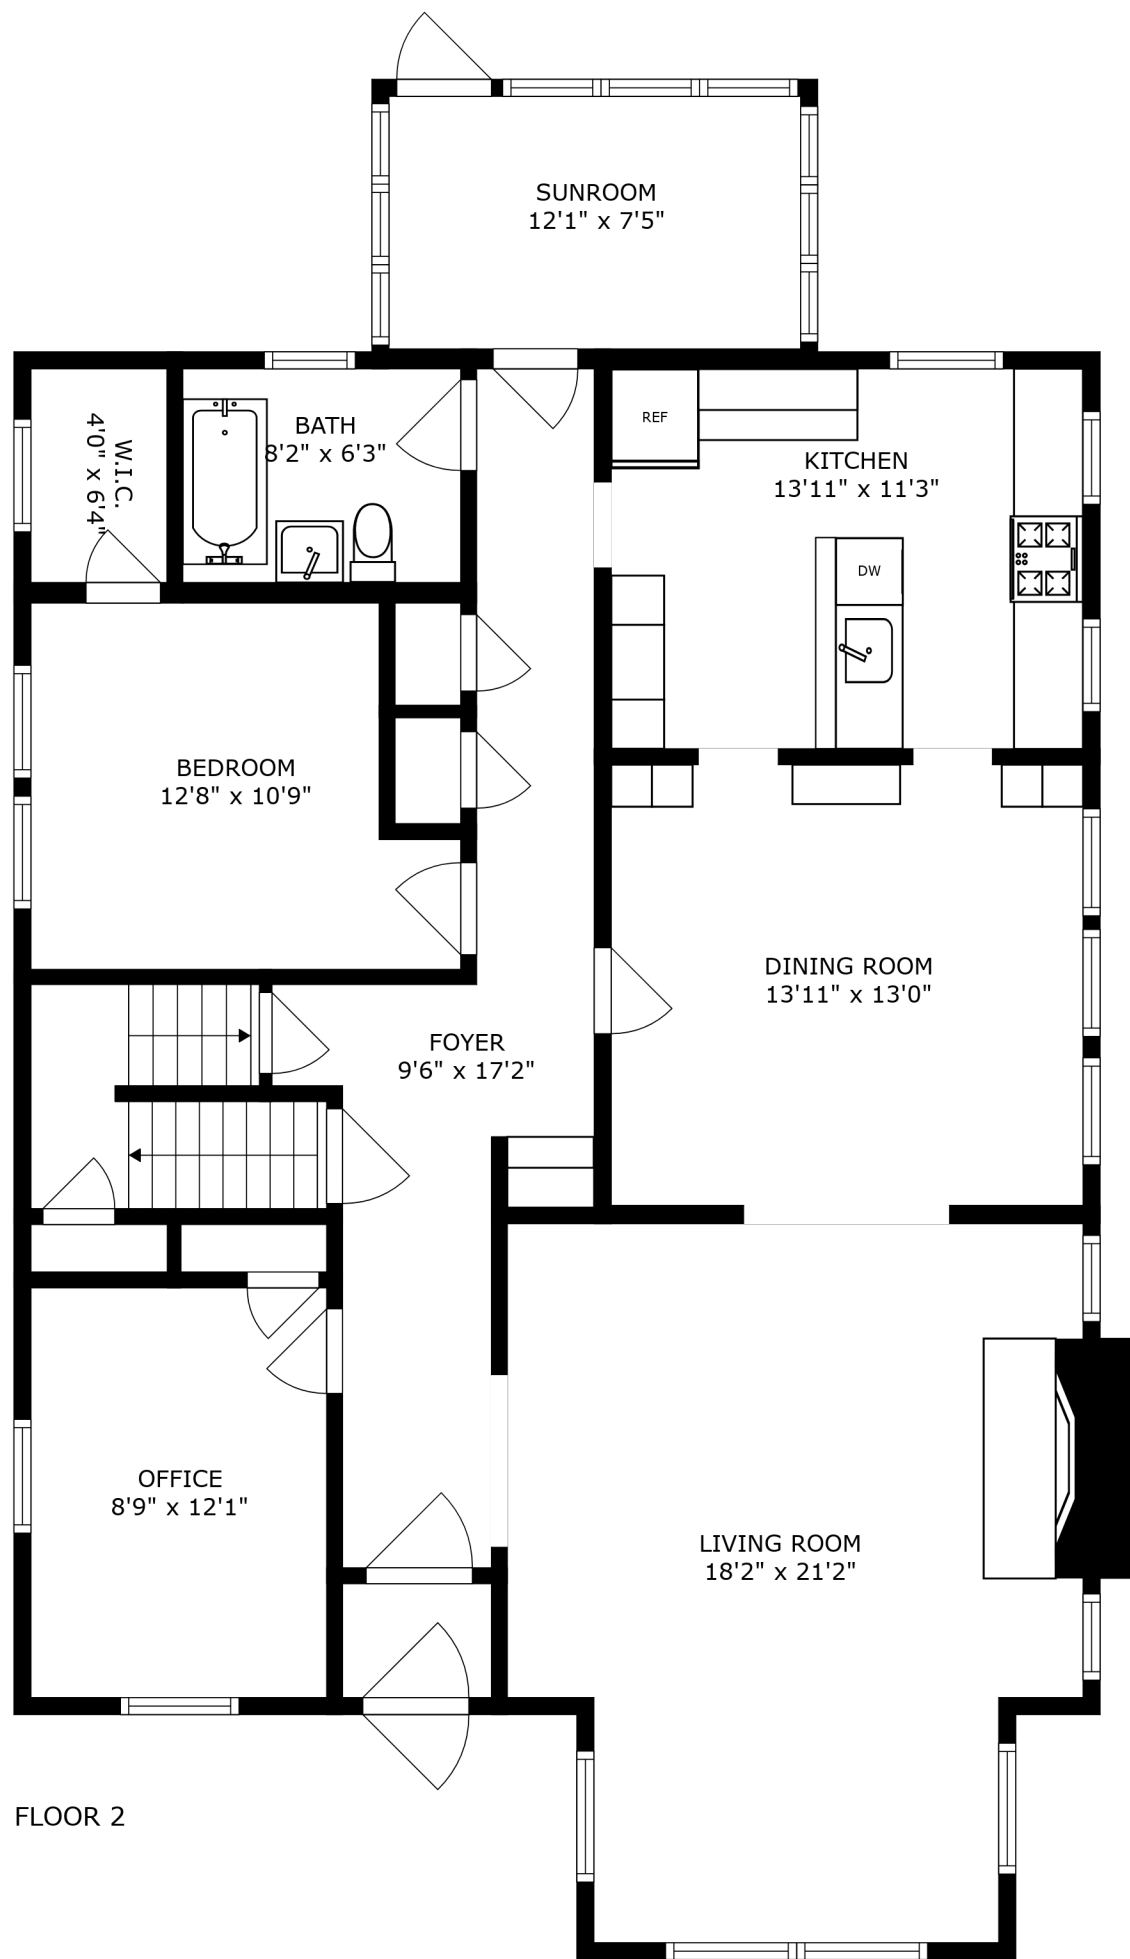 SUNROOM
12'1" x 7'5"
W.I.C.
4'0" x 6'4"
BATH
8'2" x 6'3"
REF
KITCHEN
13'11" x 11'3"
DW
BEDROOM
12'8" x 10'9"
DINING ROOM
13'11" x 13'0"
FOYER
9'6" x 17'2"
OFFICE
8'9" x 12'1"
LIVING ROOM
18'2" x 21'2"
FLOOR 2